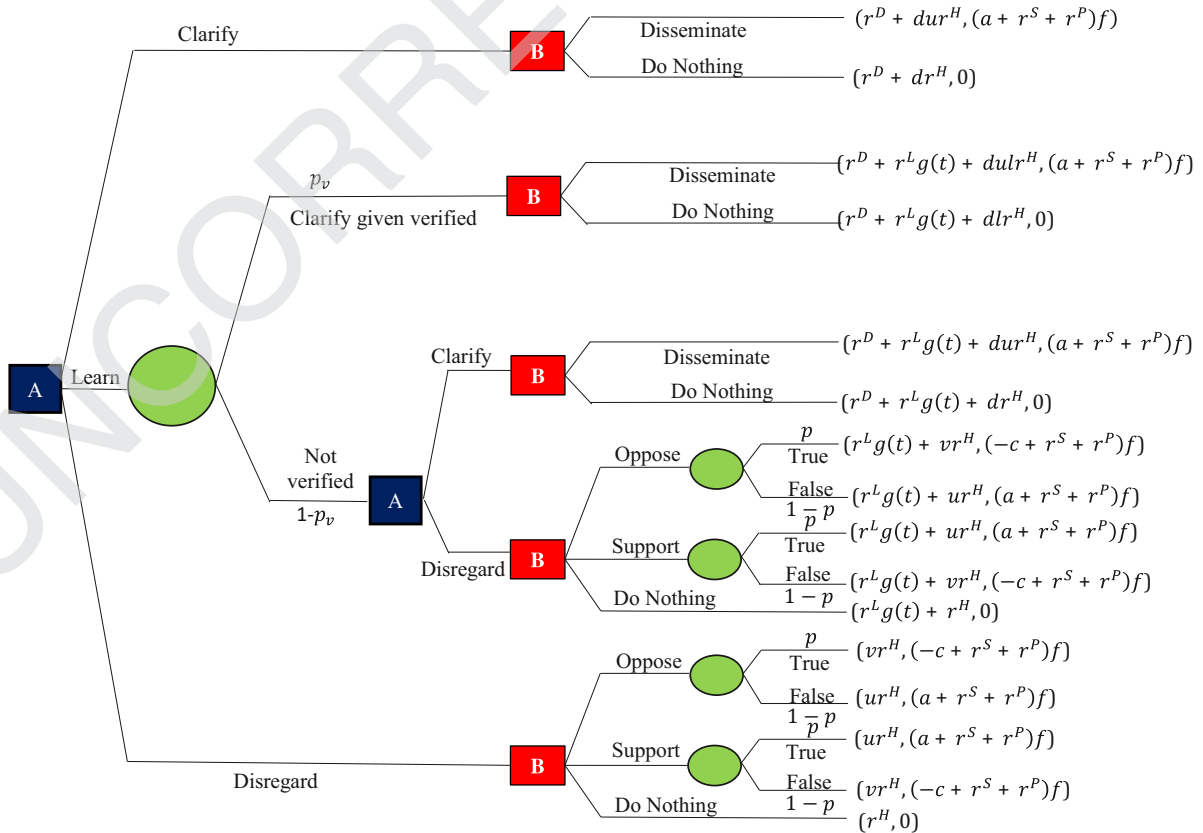 Clarify
B
Disseminate
Do Nothing
(r^D + dur^H, (a + r^S + r^P)f)
(r^D + dr^H, 0)
p_v
Clarify given verified
B
Disseminate
Do Nothing
(r^D + r^L g(t) + dulr^H, (a + r^S + r^P)f)
(r^D + r^L g(t) + dlr^H, 0)
A
Learn
Not
verified
1-p_v
A
Clarify
B
Disseminate
Do Nothing
(r^D + r^L g(t) + dur^H, (a + r^S + r^P)f)
(r^D + r^L g(t) + dr^H, 0)
Disregard
B
Oppose
p
True
(r^L g(t) + vr^H, (-c + r^S + r^P)f)
False
1 − p
(r^L g(t) + ur^H, (a + r^S + r^P)f)
Support
p
True
(r^L g(t) + ur^H, (a + r^S + r^P)f)
False
1 − p
(r^L g(t) + vr^H, (-c + r^S + r^P)f)
Do Nothing
(r^L g(t) + r^H, 0)
Disregard
B
Oppose
p
True
(vr^H, (-c + r^S + r^P)f)
False
1 − p
(ur^H, (a + r^S + r^P)f)
Support
p
True
(ur^H, (a + r^S + r^P)f)
False
1 − p
(vr^H, (-c + r^S + r^P)f)
Do Nothing
(r^H, 0)
UNCORRE